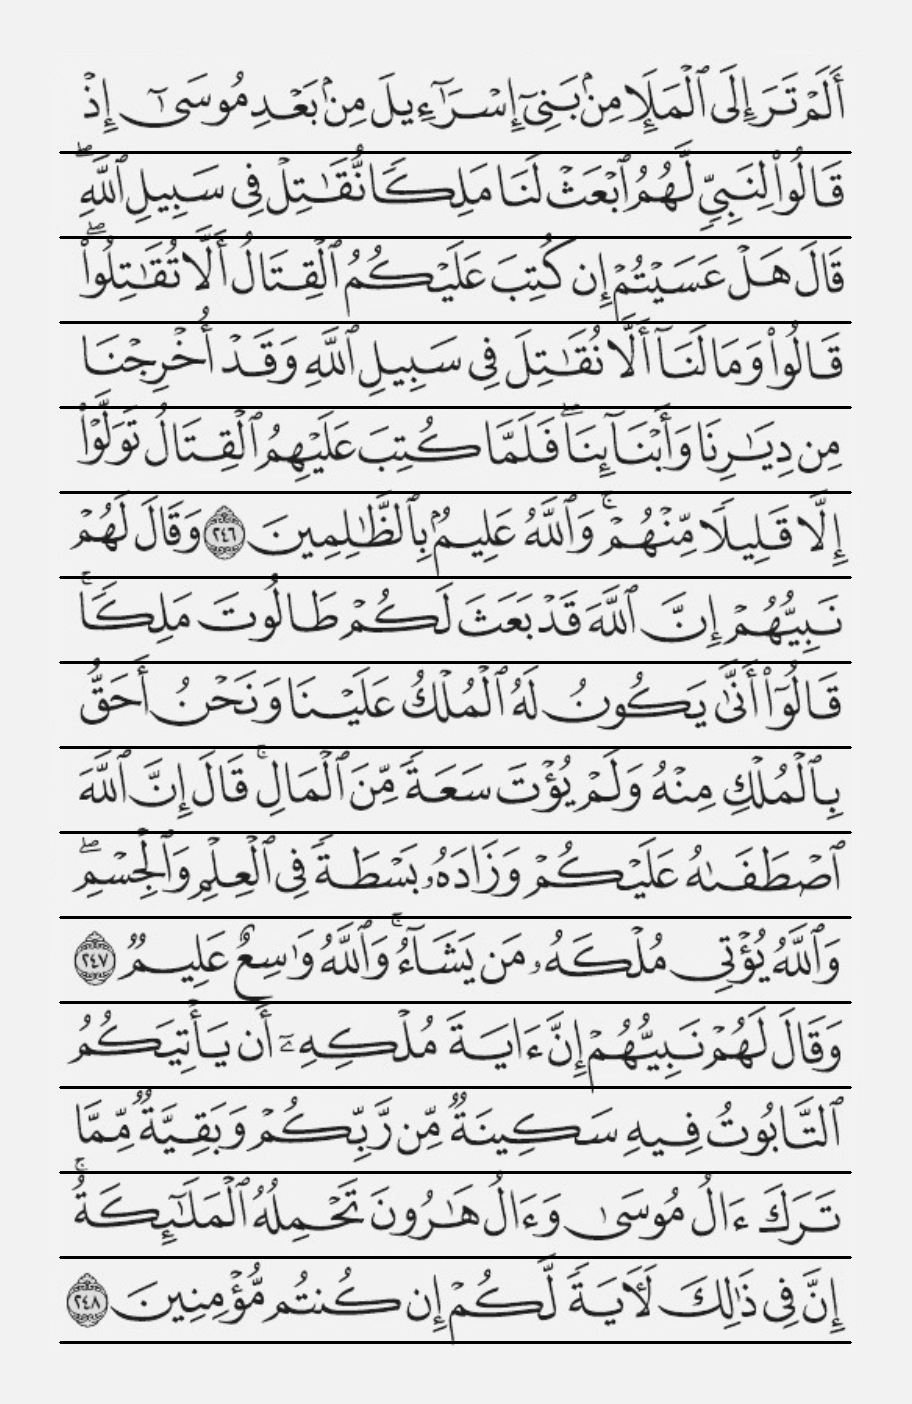 أَلَمْ تَرَ إِلَى ٱلْمَلَإِ مِنۢ بَنِىٓ إِسْرَٰٓءِيلَ مِنۢ بَعْدِ مُوسَىٰٓ إِذْ
قَالُوا۟ لِنَبِىٍّ لَّهُمُ ٱبْعَثْ لَنَا مَلِكًا نُّقَٰتِلْ فِى سَبِيلِ ٱللَّهِ ۖ
قَالَ هَلْ عَسَيْتُمْ إِن كُتِبَ عَلَيْكُمُ ٱلْقِتَالُ أَلَّا تُقَٰتِلُوا۟ ۖ
قَالُوا۟ وَمَا لَنَآ أَلَّا نُقَٰتِلَ فِى سَبِيلِ ٱللَّهِ وَقَدْ أُخْرِجْنَا
مِن دِيَٰرِنَا وَأَبْنَآئِنَا ۖ فَلَمَّا كُتِبَ عَلَيْهِمُ ٱلْقِتَالُ تَوَلَّوْا۟
إِلَّا قَلِيلًا مِّنْهُمْ ۗ وَٱللَّهُ عَلِيمٌۢ بِٱلظَّٰلِمِينَ ٢٤٦ وَقَالَ لَهُمْ
نَبِيُّهُمْ إِنَّ ٱللَّهَ قَدْ بَعَثَ لَكُمْ طَالُوتَ مَلِكًا ۚ
قَالُوٓا۟ أَنَّىٰ يَكُونُ لَهُ ٱلْمُلْكُ عَلَيْنَا وَنَحْنُ أَحَقُّ
بِٱلْمُلْكِ مِنْهُ وَلَمْ يُؤْتَ سَعَةً مِّنَ ٱلْمَالِ ۚ قَالَ إِنَّ ٱللَّهَ
ٱصْطَفَىٰهُ عَلَيْكُمْ وَزَادَهُۥ بَسْطَةً فِى ٱلْعِلْمِ وَٱلْجِسْمِ ۖ
وَٱللَّهُ يُؤْتِى مُلْكَهُۥ مَن يَشَآءُ ۚ وَٱللَّهُ وَٰسِعٌ عَلِيمٌ ٢٤٧
وَقَالَ لَهُمْ نَبِيُّهُمْ إِنَّ ءَايَةَ مُلْكِهِۦٓ أَن يَأْتِيَكُمُ
ٱلتَّابُوتُ فِيهِ سَكِينَةٌ مِّن رَّبِّكُمْ وَبَقِيَّةٌ مِّمَّا
تَرَكَ ءَالُ مُوسَىٰ وَءَالُ هَٰرُونَ تَحْمِلُهُ ٱلْمَلَٰٓئِكَةُ ۚ
إِنَّ فِى ذَٰلِكَ لَـَٔايَةً لَّكُمْ إِن كُنتُم مُّؤْمِنِينَ ٢٤٨